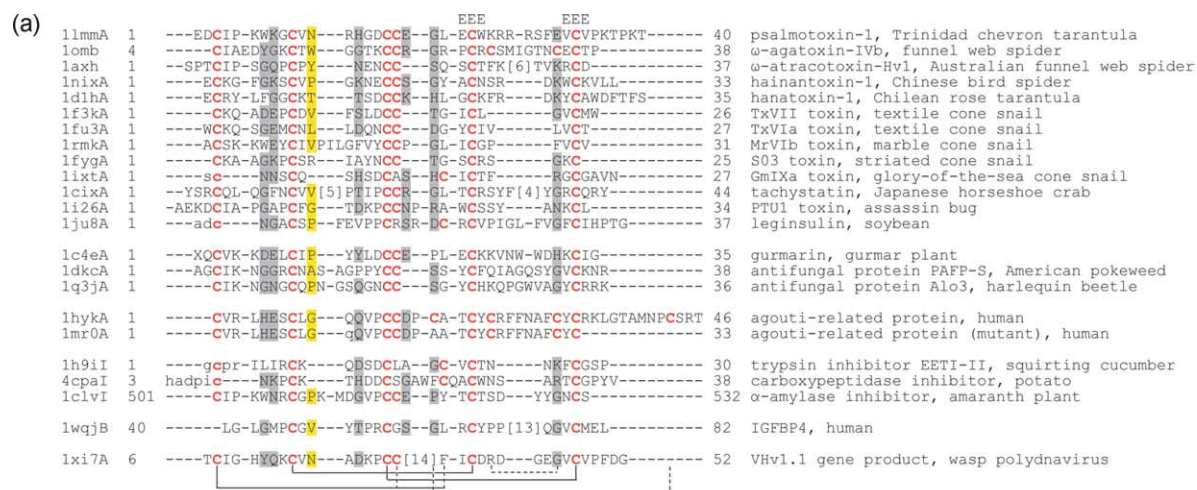 (a)
EEE EEE
1lmmA 1 ---EDCIPKWKGCVN----RHGDCCE--GL-ECWKRR-RSFEVCVPKTPKT---- 40 psalmotoxin-1, Trinidad chevron tarantula
1omb 4 -----CIAEDYGKCTW----GGTKCCR--GR-PCRCSMIGTNCECTP-------- 38 ω-agatoxin-IVb, funnel web spider
1axh 1 --SPTCIPSGQPCPY----NENCC---SQS-CTFK[6]TVKRCD---------- 37 ω-atracotoxin-Hv1, Australian funnel web spider
1nixA 1 ---ECKG-FGKSCVP---GKNECCS--GY-ACNSR--DKWCKVLL--------- 33 hainantoxin-1, Chinese bird spider
1d1hA 1 ---ECRY-LFGGCKT----TSDCCK--HL-GCKFR--DKYCAWDFTFS------ 35 hanatoxin-1, Chilean rose tarantula
1f3kA 1 ----CKQ-ADEPCDV---FSLDCC---TG-ICL-----GVCMW---------- 26 TxVII toxin, textile cone snail
1fu3A 1 ---WCKQ-SGEMCNL---LDQNCC---DG-YCIV----LVCT----------- 27 TxVIa toxin, textile cone snail
1rmkA 1 ---ACSK-KWEYCIVPILGFVYCCP--GL-ICGP-----FVCV---------- 31 MrVIb toxin, marble cone snail
1fygA 1 ----CKA-AGKPCSR---IAYNCC---TG-SCRS-----GKC----------- 25 SO3 toxin, striated cone snail
1ixtA 1 ----c---NNSCQ-----SHSDCAS--HC-ICTF----RGCGAVN-------- 27 GmIXa toxin, glory-of-the-sea cone snail
1cixA 1 -YSRCQL-QGFNCVV[5]PTIPCCR--GL-TCRSYF[4]YGRCQRY------- 44 tachystatin, Japanese horseshoe crab
1i26A 1 -AEKDCIA-PGAPCFG---TDKPCCN-PR-AWCSSY---ANKCL-------- 34 PTU1 toxin, assassin bug
1ju8A 1 ---adc---NGACSP---FEVPPCRSR-DC-RCVPIGL-FVGFCIHPTG---- 37 leginsulin, soybean
1c4eA 1 ---XQCVK-KDELCIP---YYLDCCE--PL-ECKKVNW-WDHKCIG------- 35 gurmarin, gurmar plant
1dkcA 1 ---AGCIK-NGGRCNAS-AGPPYCC---SS-YCFQIAGQSYGVCKNR------ 38 antifungal protein PAFP-S, American pokeweed
1q3jA 1 ----CIK-NGNGCQPNGSQGNCC---SG-YCHKQPGWVAGYCRRK-------- 36 antifungal protein Alo3, harlequin beetle
1hykA 1 ----CVR-LHESCLG---QQVPCCDP-CA-TCYCRFFNAFCYCRKLGTAMNPCSRT 46 agouti-related protein, human
1mr0A 1 ----CVR-LHESCLG---qQVPCCDP-AA-TCYCRFFNAFCYC---------- 33 agouti-related protein (mutant), human
1h9iI 1 ---gcpr-ILIRCK----QDSDCLA--GC-VCTN----NKFCGSP-------- 30 trypsin inhibitor EETI-II, squirting cucumber
4cpaI 3 hadpic---NKPCK----THDDCSGAWFCQACWNS---ARTCGPYV------- 38 carboxypeptidase inhibitor, potato
1clvI 501 ----CIP-KWNRCGPK-MDGVPCCE--PY-TCTSD---YYGNCS--------- 532 α-amylase inhibitor, amaranth plant
1wqjB 40 -----LG-LGMPCGV---YTPRCGS--GL-RCYPP[13]QGVCMEL------- 82 IGFBP4, human
1xi7A 6 ---TCIG-HYQKCVN---ADKPCC[14]F-ICDRD---GEGVCVPFDG----- 52 VHv1.1 gene product, wasp polydnavirus